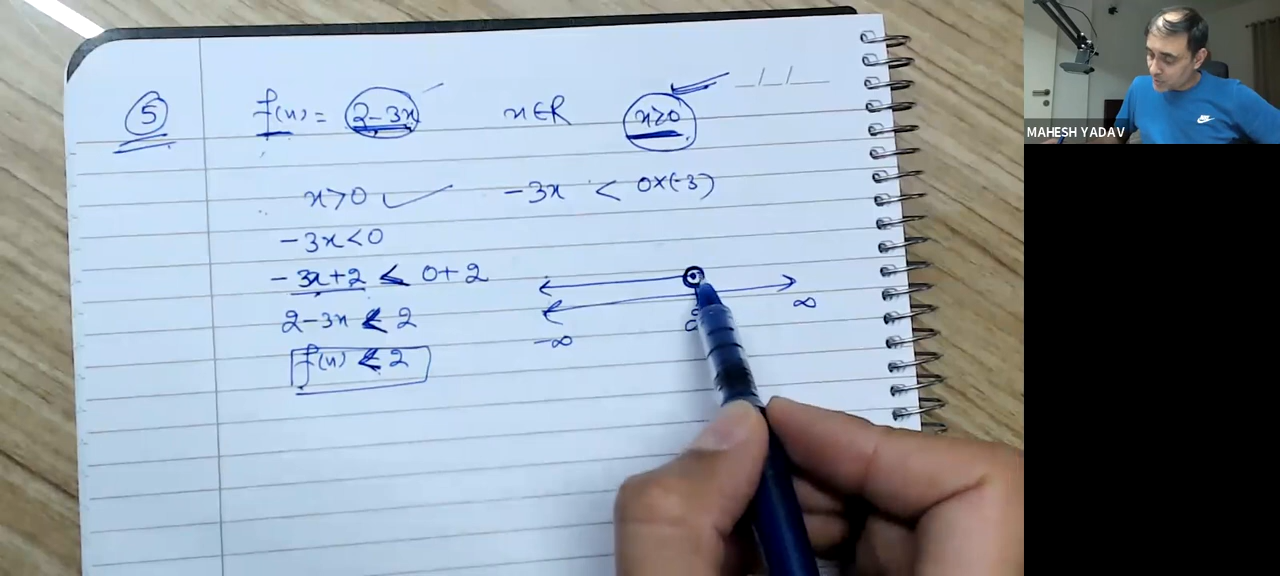 5 f(x) = 2-3x x∈R x>0 _/_/_
x>0 ✓ -3x < 0×(-3)
-3x<0
-3x+2 < 0+2
2-3x < 2
∞
-∞
f(x) < 2
MAHESH YADAV